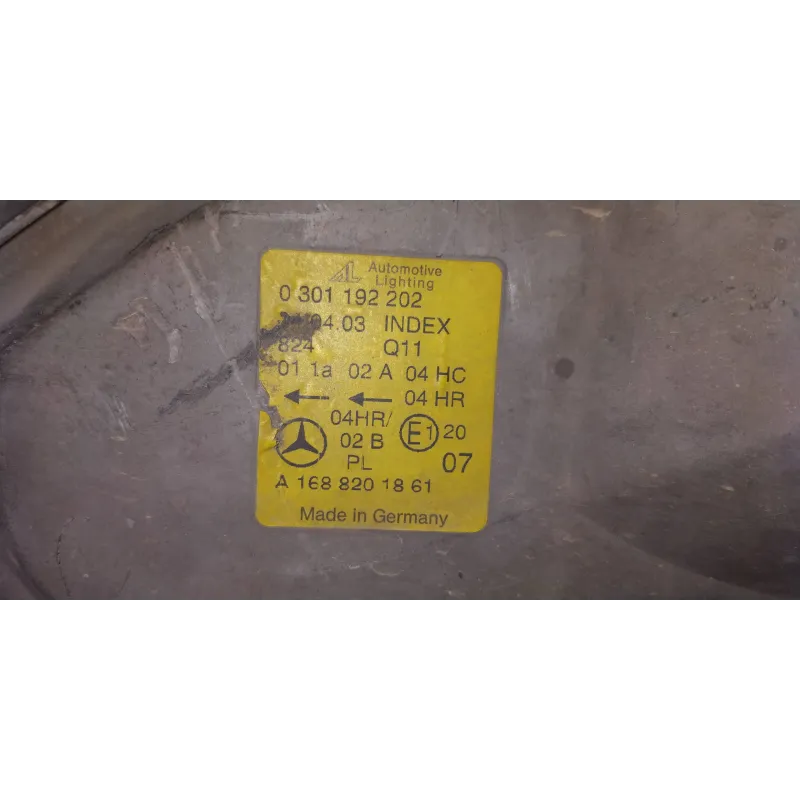 AL Automotive
Lighting
0 301 192 202
04.03 INDEX
824 Q11
01 1a 02 A 04 HC
04 HR
04HR/
02 B E1 20
PL 07
A 168 820 18 61
Made in Germany